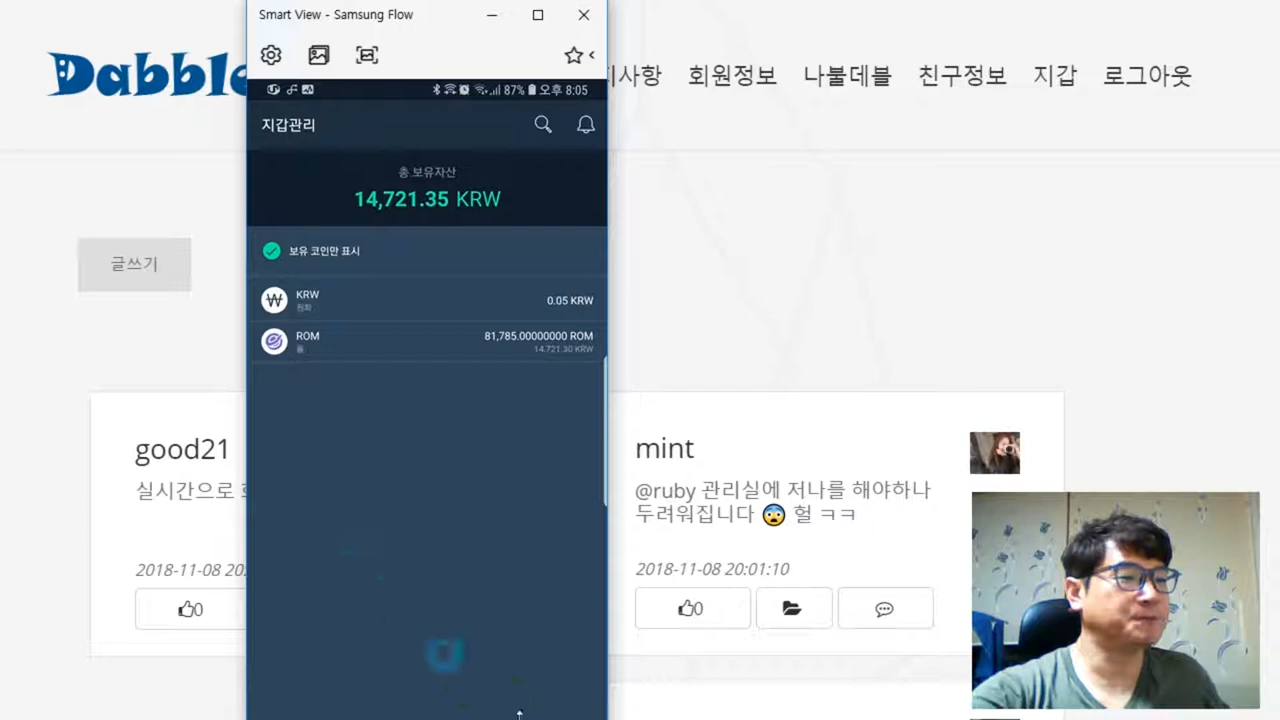 Smart View - Samsung Flow
Dabble
사항 회원정보 나불데블 친구정보 지갑 로그아웃
87% 오후 8:05
지갑관리
총 보유자산
14,721.35 KRW
보유 코인만 표시
글쓰기
KRW 0.05 KRW
원화
ROM 81,785.00000000 ROM
롬 14,721.30 KRW
good21
실시간으로
2018-11-08 20:
0
mint
@ruby 관리실에 저나를 해야하나
두려워집니다 😨 헐 ㅋㅋ
2018-11-08 20:01:10
0